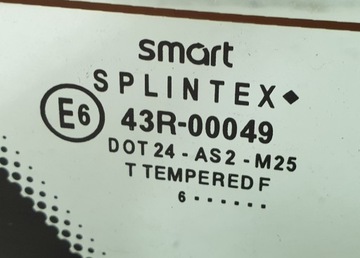 smart
SPLINTEX◆
E6 43R-00049
DOT 24 - AS2 - M25
T TEMPERED F
6 · · · · · ·